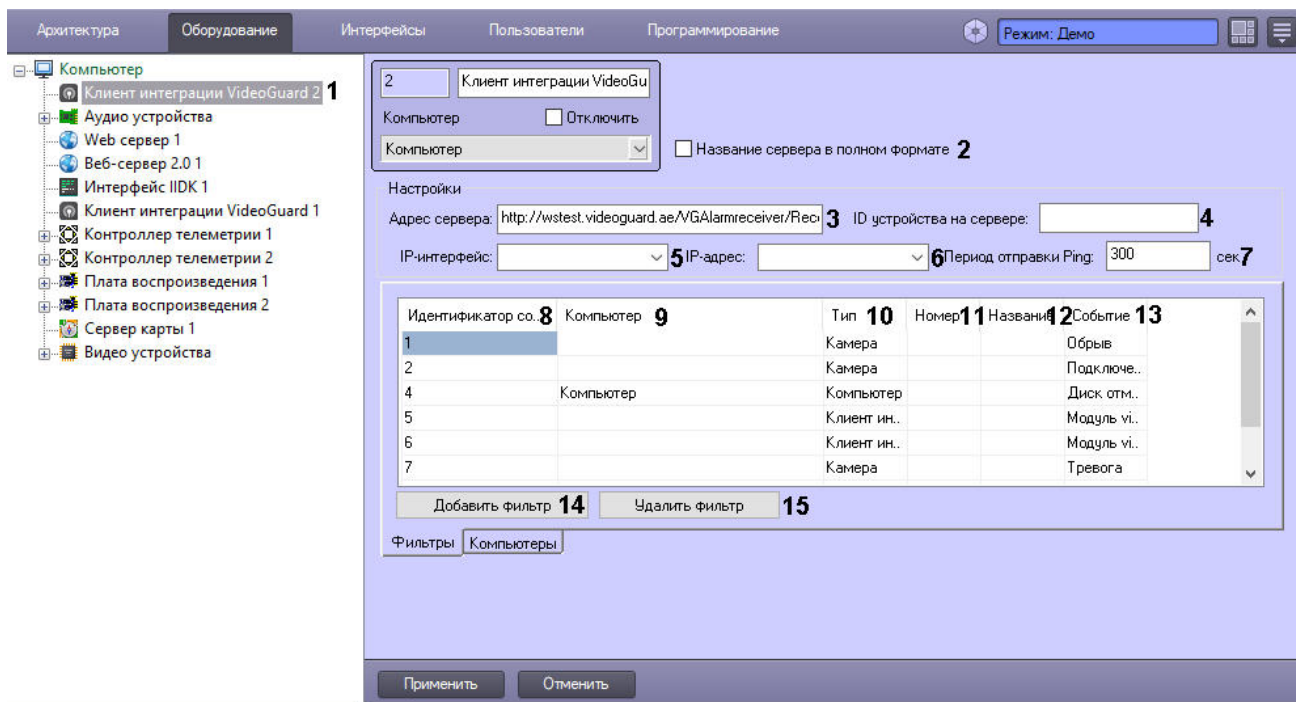 Архитектура Оборудование Интерфейсы Пользователи Программирование Режим: Демо
Компьютер
Клиент интеграции VideoGuard 2 1
Аудио устройства
Web сервер 1
Веб-сервер 2.0 1
Интерфейс IIDK 1
Клиент интеграции VideoGuard 1
Контроллер телеметрии 1
Контроллер телеметрии 2
Плата воспроизведения 1
Плата воспроизведения 2
Сервер карты 1
Видео устройства
2 Клиент интеграции VideoGu
Компьютер Отключить
Компьютер Название сервера в полном формате 2
Настройки
Адрес сервера: http://wstest.videoguard.ae/VGAlarmreceiver/Reci 3 ID устройства на сервере: 4
IP-интерфейс: 5 IP-адрес: 6 Период отправки Ping: 300 сек 7
Идентификатор со.. 8 Компьютер 9 Тип 10 Номер 11 Название 12 Событие 13
1 Камера Обрыв
2 Камера Подключе..
4 Компьютер Компьютер Диск отм..
5 Клиент ин.. Модуль vi..
6 Клиент ин.. Модуль vi..
7 Камера Тревога
Добавить фильтр 14 Удалить фильтр 15
Фильтры Компьютеры
Применить Отменить